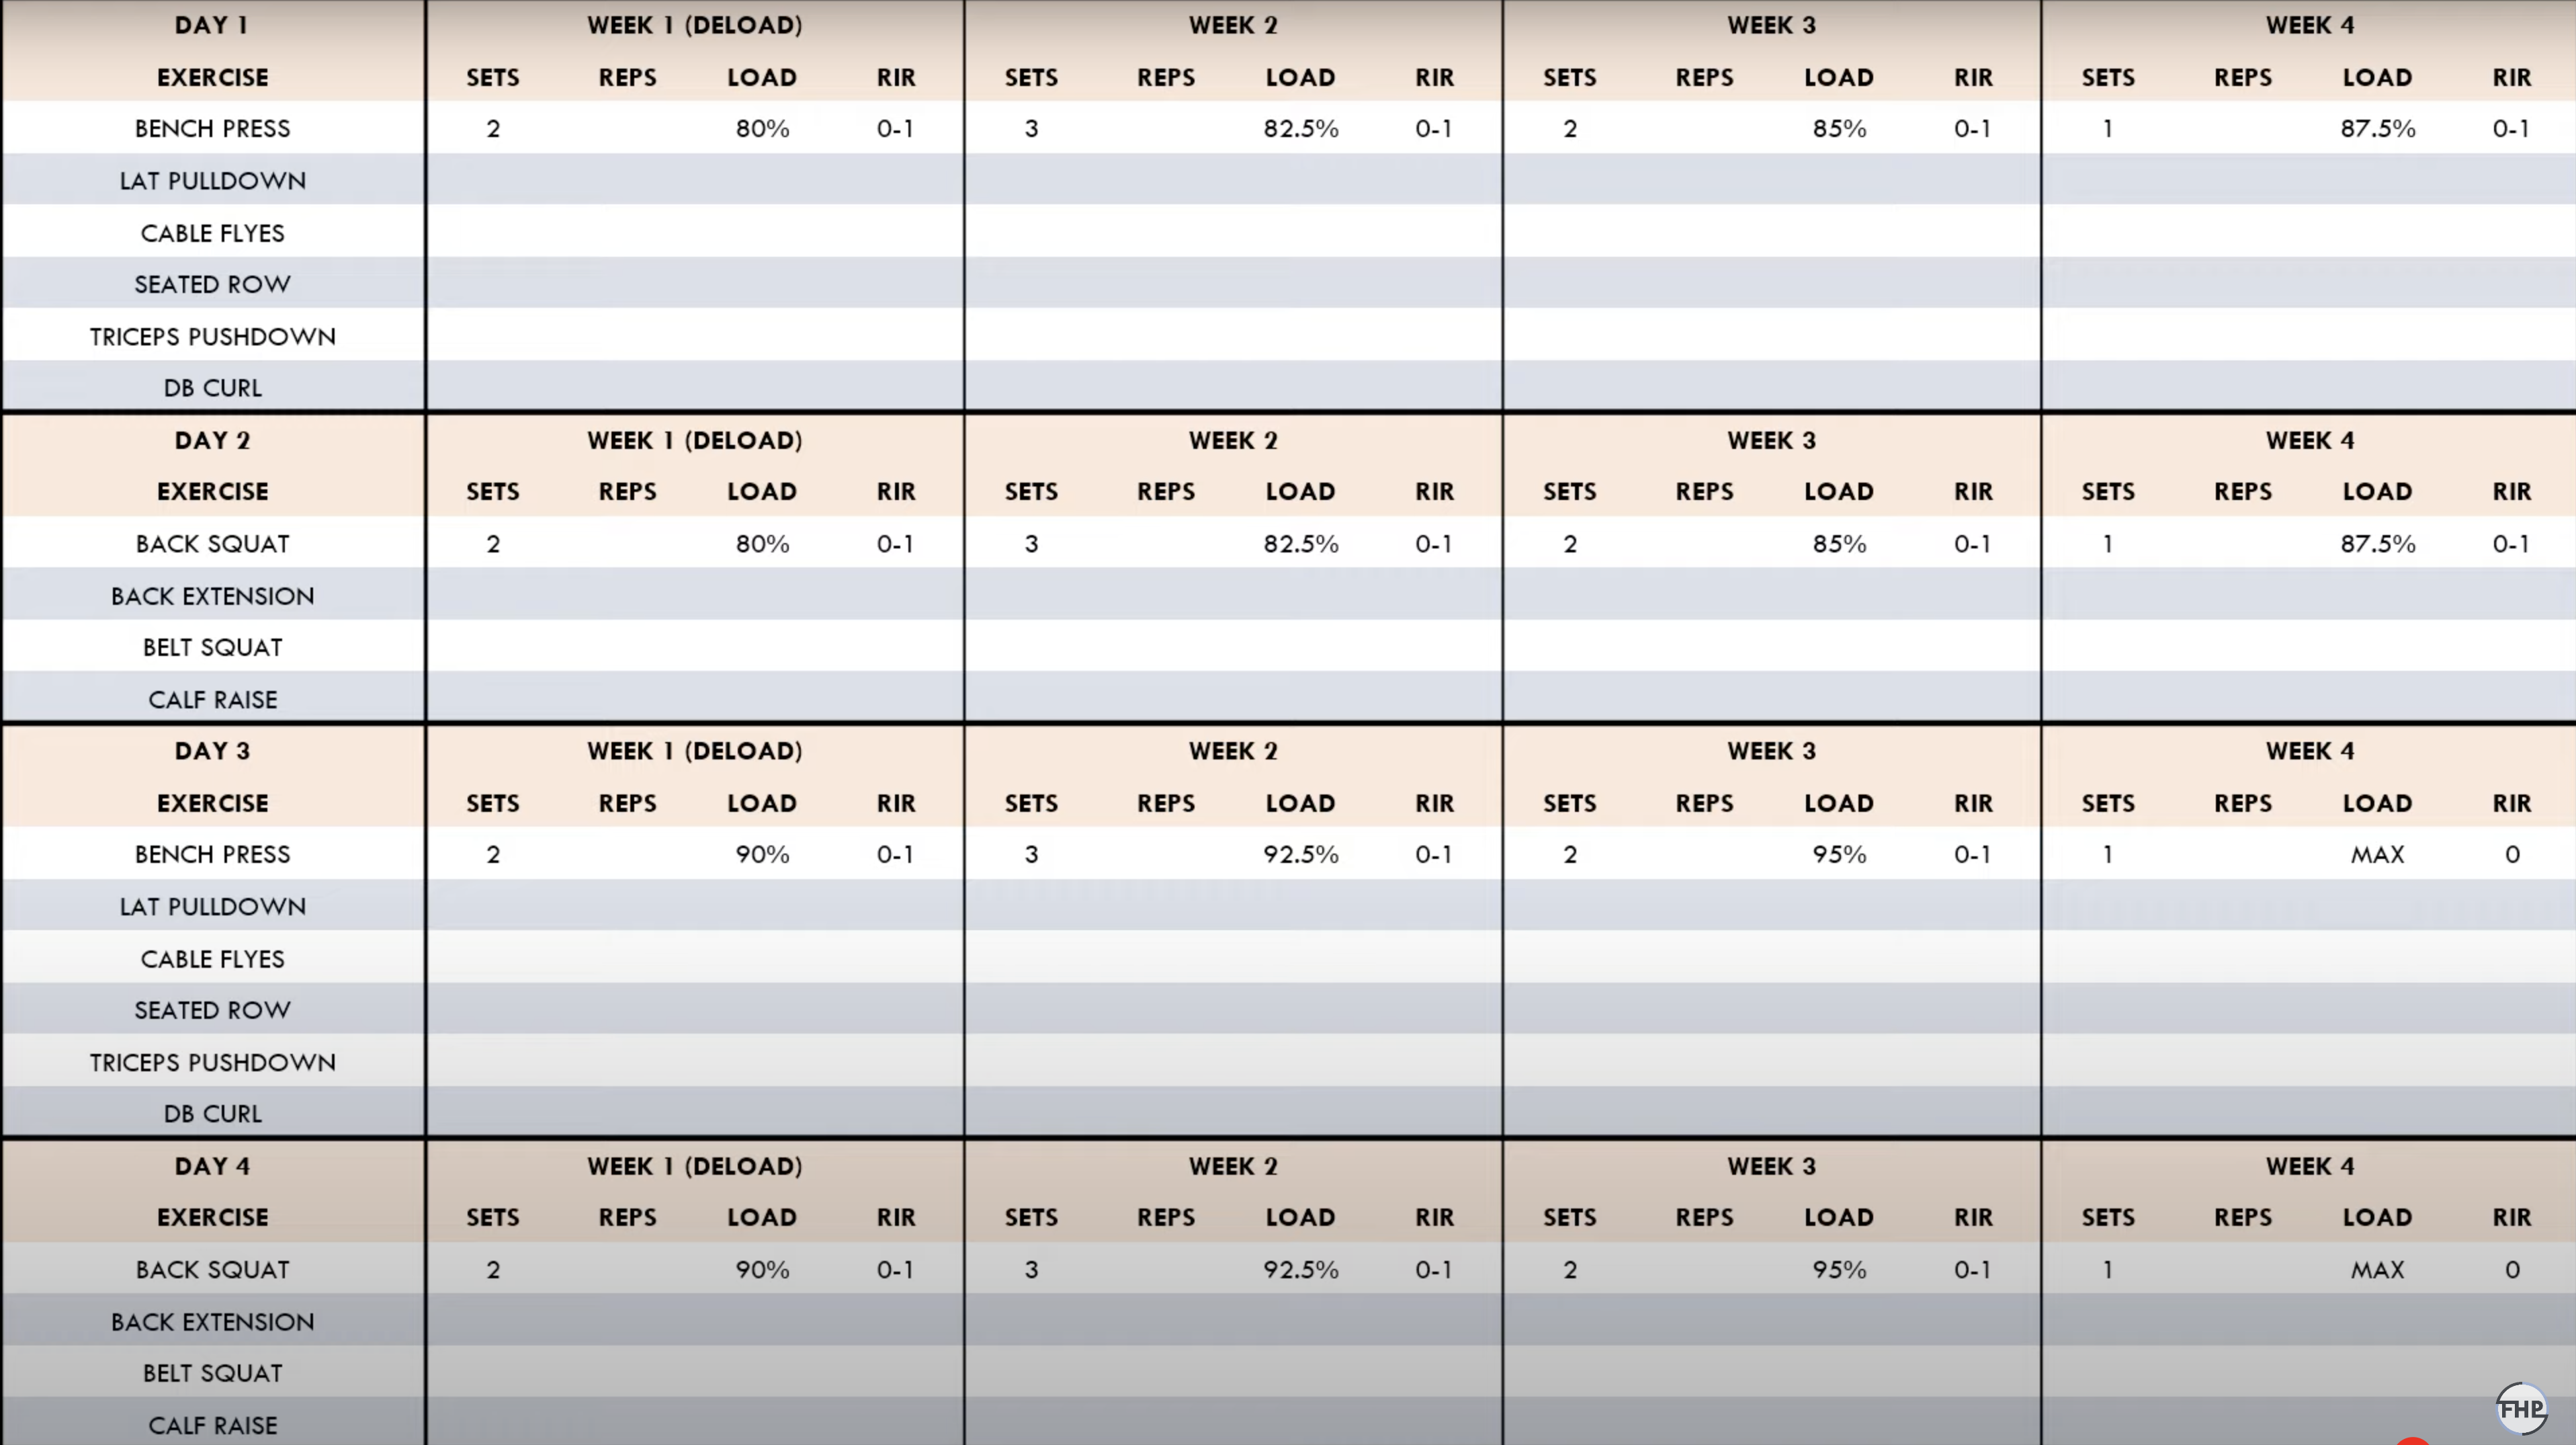 DAY 1 WEEK 1 (DELOAD) WEEK 2 WEEK 3 WEEK 4
EXERCISE SETS REPS LOAD RIR SETS REPS LOAD RIR SETS REPS LOAD RIR SETS REPS LOAD RIR
BENCH PRESS 2 80% 0-1 3 82.5% 0-1 2 85% 0-1 1 87.5% 0-1
LAT PULLDOWN
CABLE FLYES
SEATED ROW
TRICEPS PUSHDOWN
DB CURL
DAY 2 WEEK 1 (DELOAD) WEEK 2 WEEK 3 WEEK 4
EXERCISE SETS REPS LOAD RIR SETS REPS LOAD RIR SETS REPS LOAD RIR SETS REPS LOAD RIR
BACK SQUAT 2 80% 0-1 3 82.5% 0-1 2 85% 0-1 1 87.5% 0-1
BACK EXTENSION
BELT SQUAT
CALF RAISE
DAY 3 WEEK 1 (DELOAD) WEEK 2 WEEK 3 WEEK 4
EXERCISE SETS REPS LOAD RIR SETS REPS LOAD RIR SETS REPS LOAD RIR SETS REPS LOAD RIR
BENCH PRESS 2 90% 0-1 3 92.5% 0-1 2 95% 0-1 1 MAX 0
LAT PULLDOWN
CABLE FLYES
SEATED ROW
TRICEPS PUSHDOWN
DB CURL
DAY 4 WEEK 1 (DELOAD) WEEK 2 WEEK 3 WEEK 4
EXERCISE SETS REPS LOAD RIR SETS REPS LOAD RIR SETS REPS LOAD RIR SETS REPS LOAD RIR
BACK SQUAT 2 90% 0-1 3 92.5% 0-1 2 95% 0-1 1 MAX 0
BACK EXTENSION
BELT SQUAT
CALF RAISE
FHP